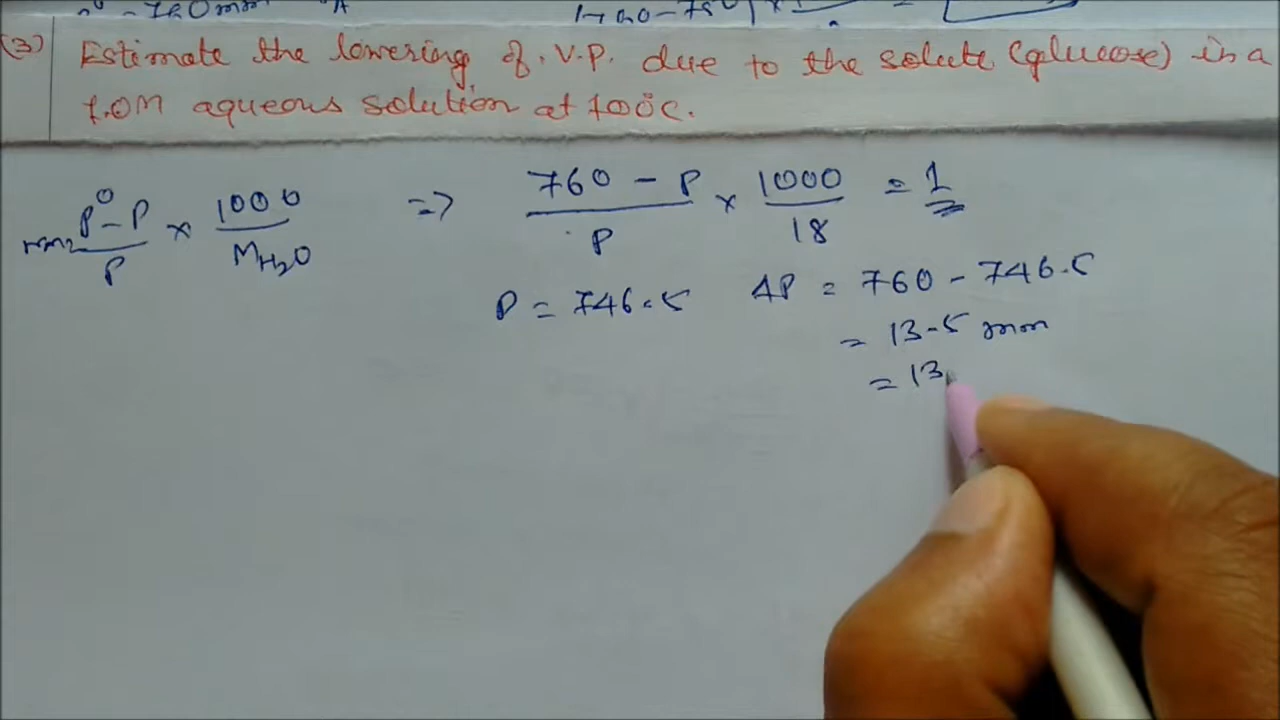 (3) Estimate the lowering of V.P. due to the solute (glucose) in a
1.0M aqueous solution at 100°C.
P° - P / P × 1000 / M H2O => 760 - P / P × 1000 / 18 = 1
P = 746.5 ΔP = 760 - 746.5
= 13.5 mm
= 13